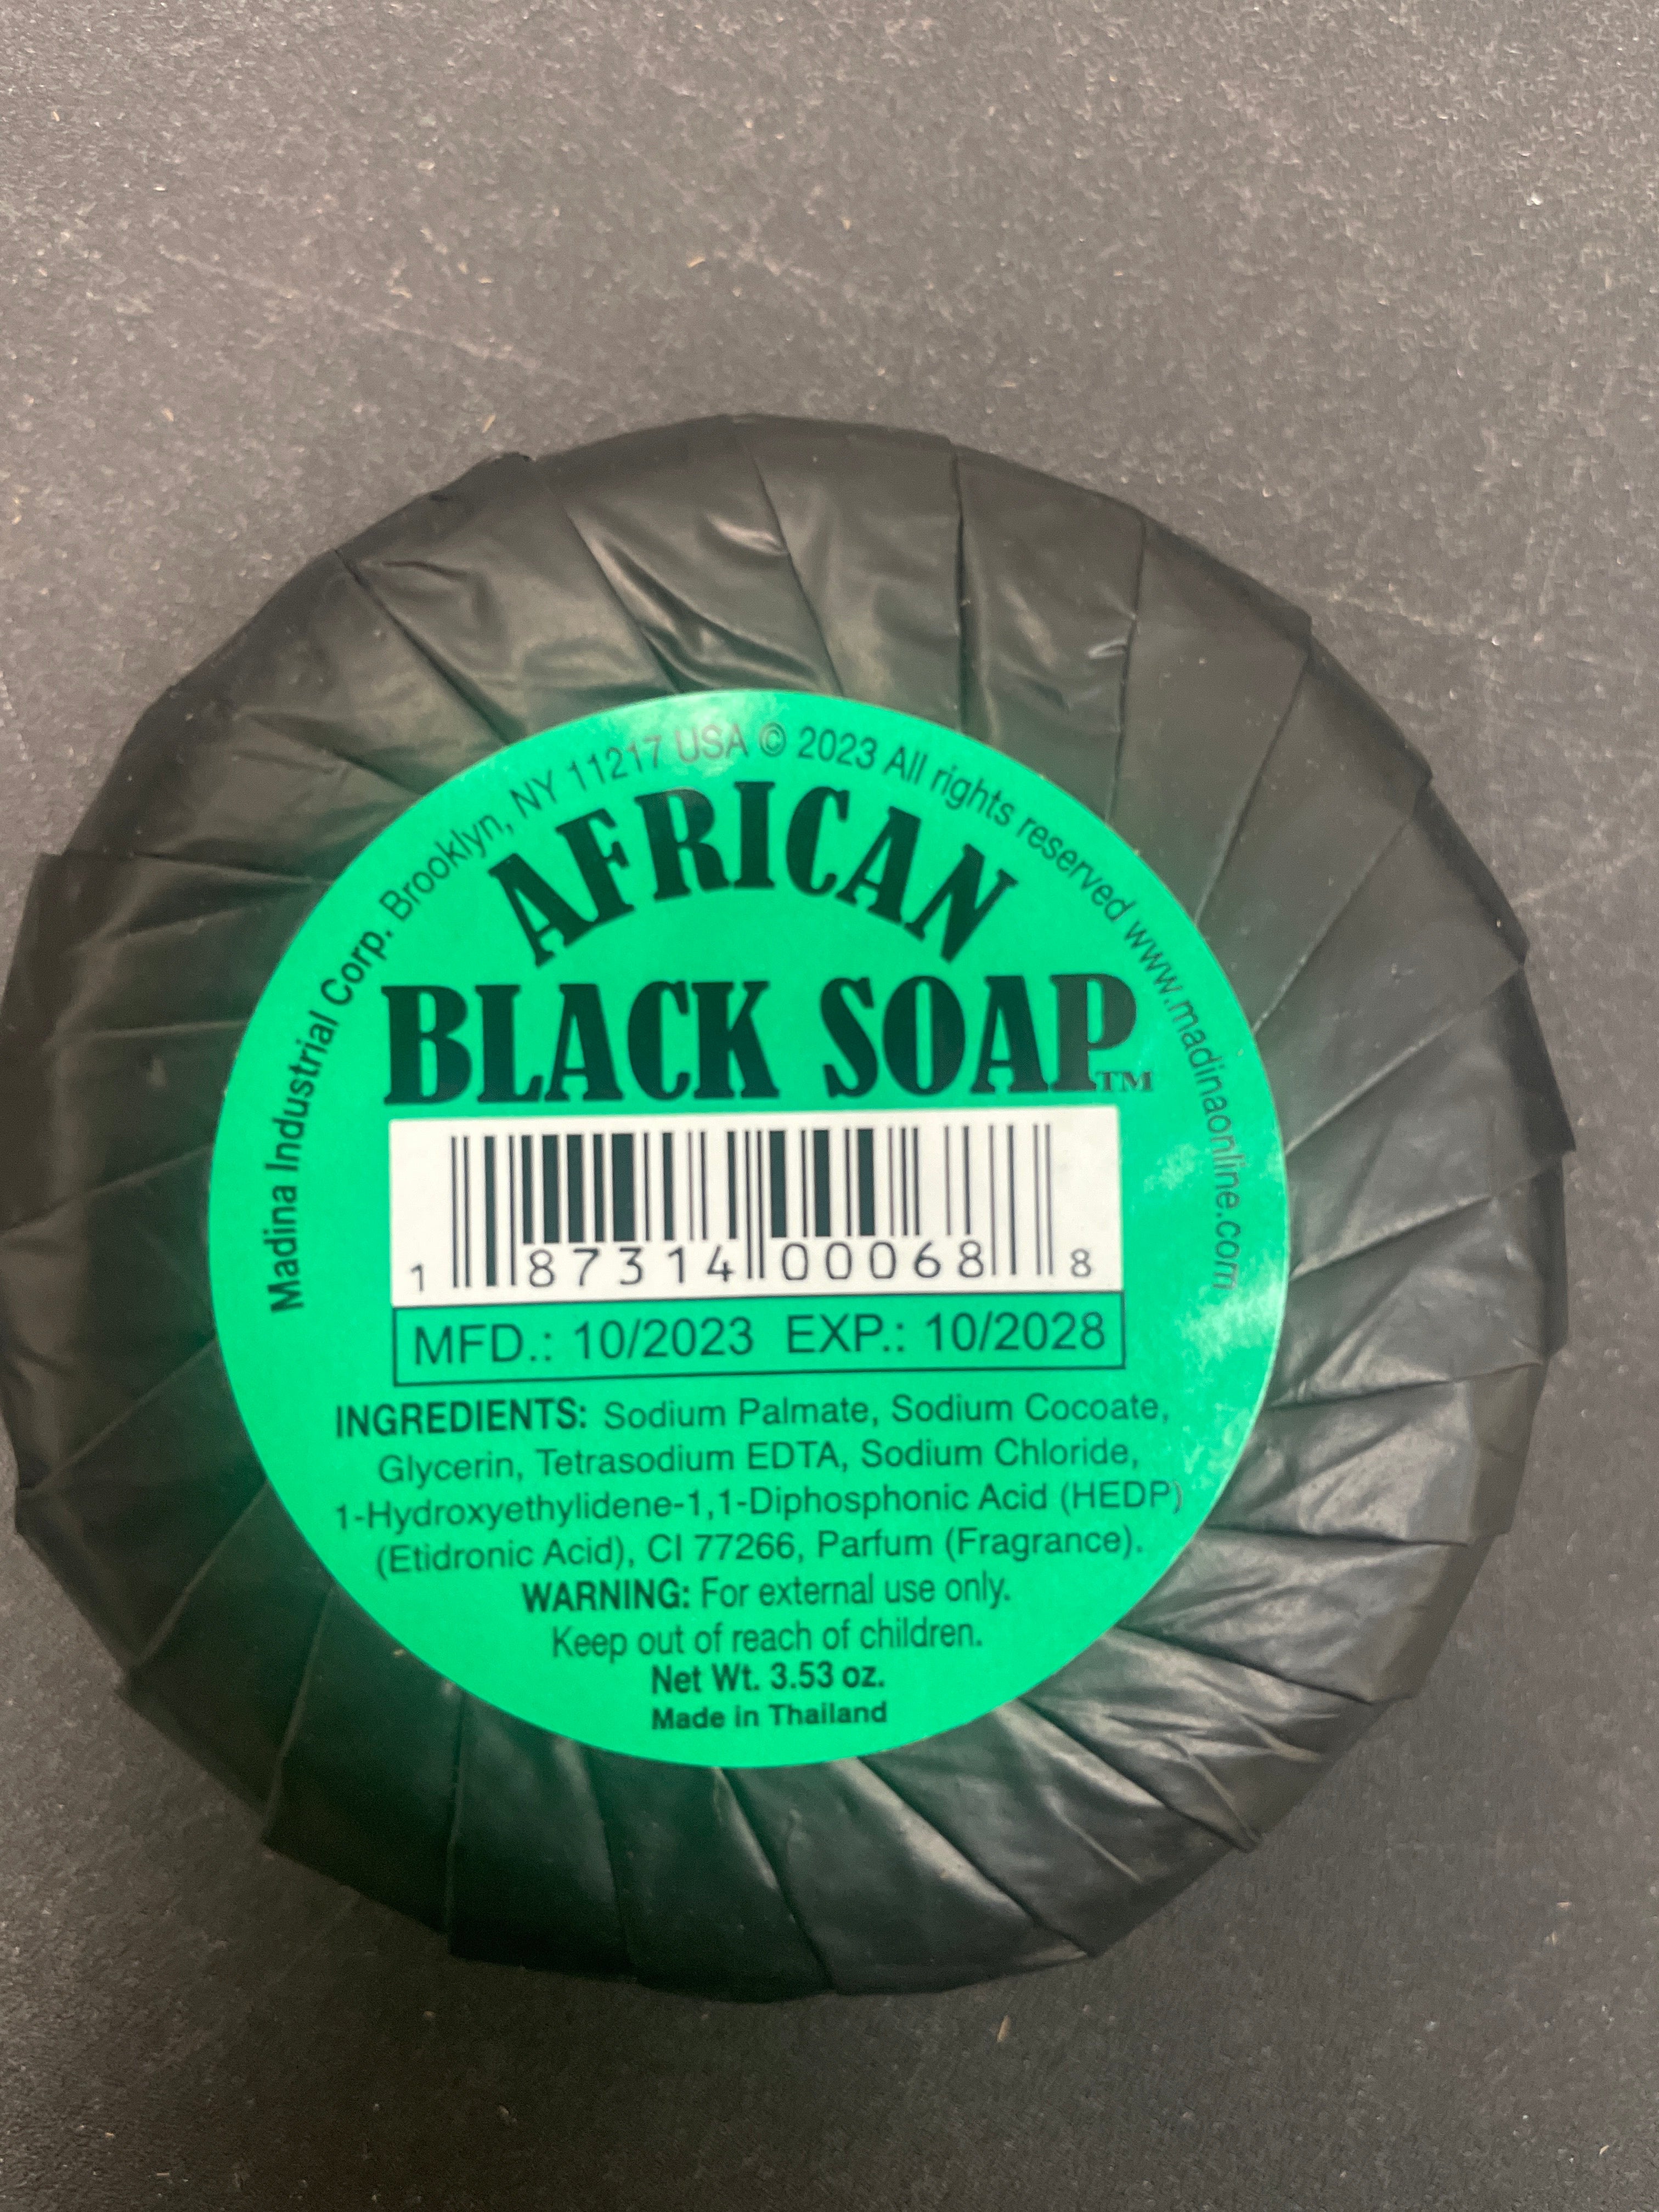 Madina Industrial Corp. Brooklyn, NY 11217 USA © 2023 All rights reserved www.madinaonline.com
AFRICAN
BLACK SOAP™
1 87314 00068 8
MFD.: 10/2023 EXP.: 10/2028
INGREDIENTS: Sodium Palmate, Sodium Cocoate,
Glycerin, Tetrasodium EDTA, Sodium Chloride,
1-Hydroxyethylidene-1,1-Diphosphonic Acid (HEDP)
(Etidronic Acid), CI 77266, Parfum (Fragrance).
WARNING: For external use only.
Keep out of reach of children.
Net Wt. 3.53 oz.
Made in Thailand